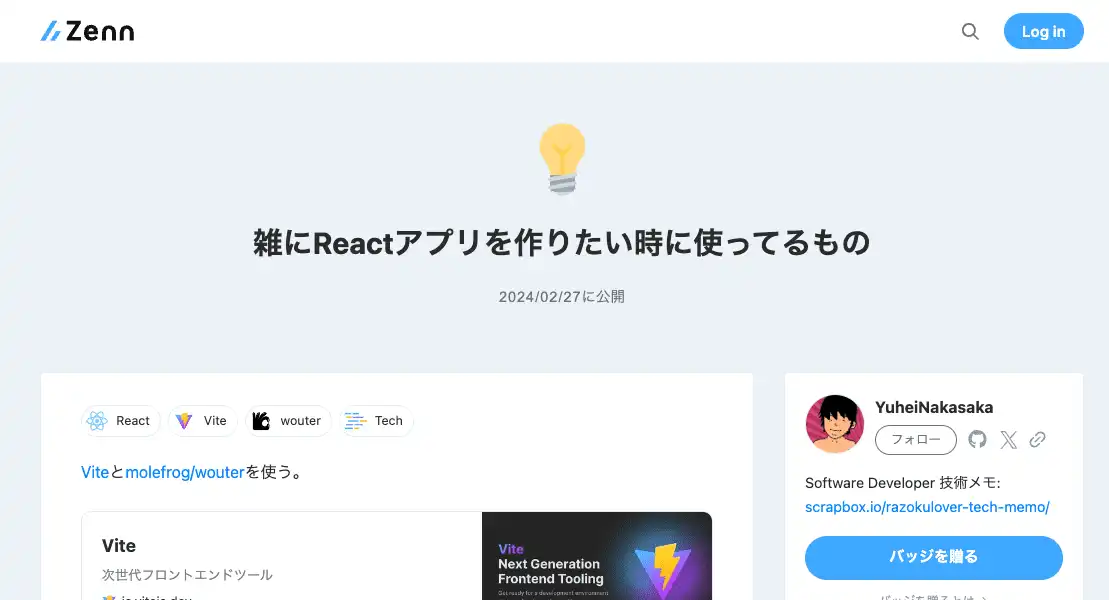 Zenn
Log in
雑にReactアプリを作りたい時に使ってるもの
2024/02/27に公開
React
Vite
wouter
Tech
Viteとmolefrog/wouterを使う。
Vite
次世代フロントエンドツール
Vite
Next Generation
Frontend Tooling
Get ready for a development environment
YuheiNakasaka
フォロー
Software Developer 技術メモ:
scrapbox.io/razokulover-tech-memo/
バッジを贈る